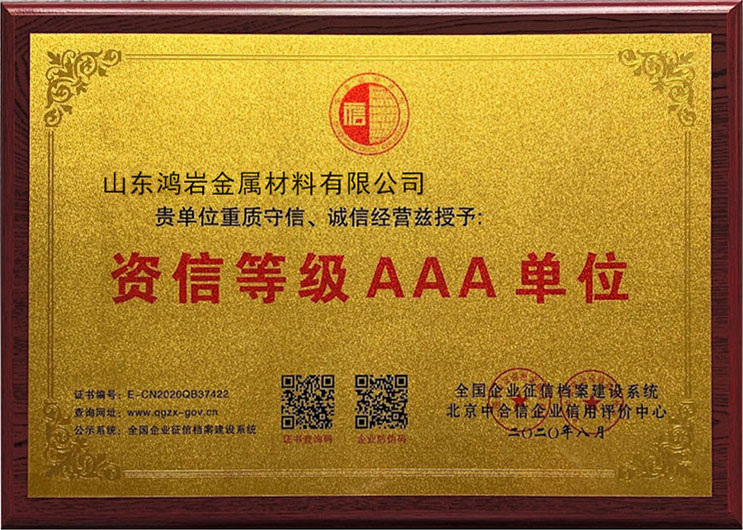 信
山东鸿岩金属材料有限公司
贵单位重质守信、诚信经营兹授予:
资信等级AAA单位
证书编号: E-CN2020QB37422
查询网址: www.qgzx-gov.cn
公示系统: 全国企业征信档案建设系统
证书查询码
企业防伪码
全国企业征信档案建设系统
北京中合信企业信用评价中心
二〇二〇年八月